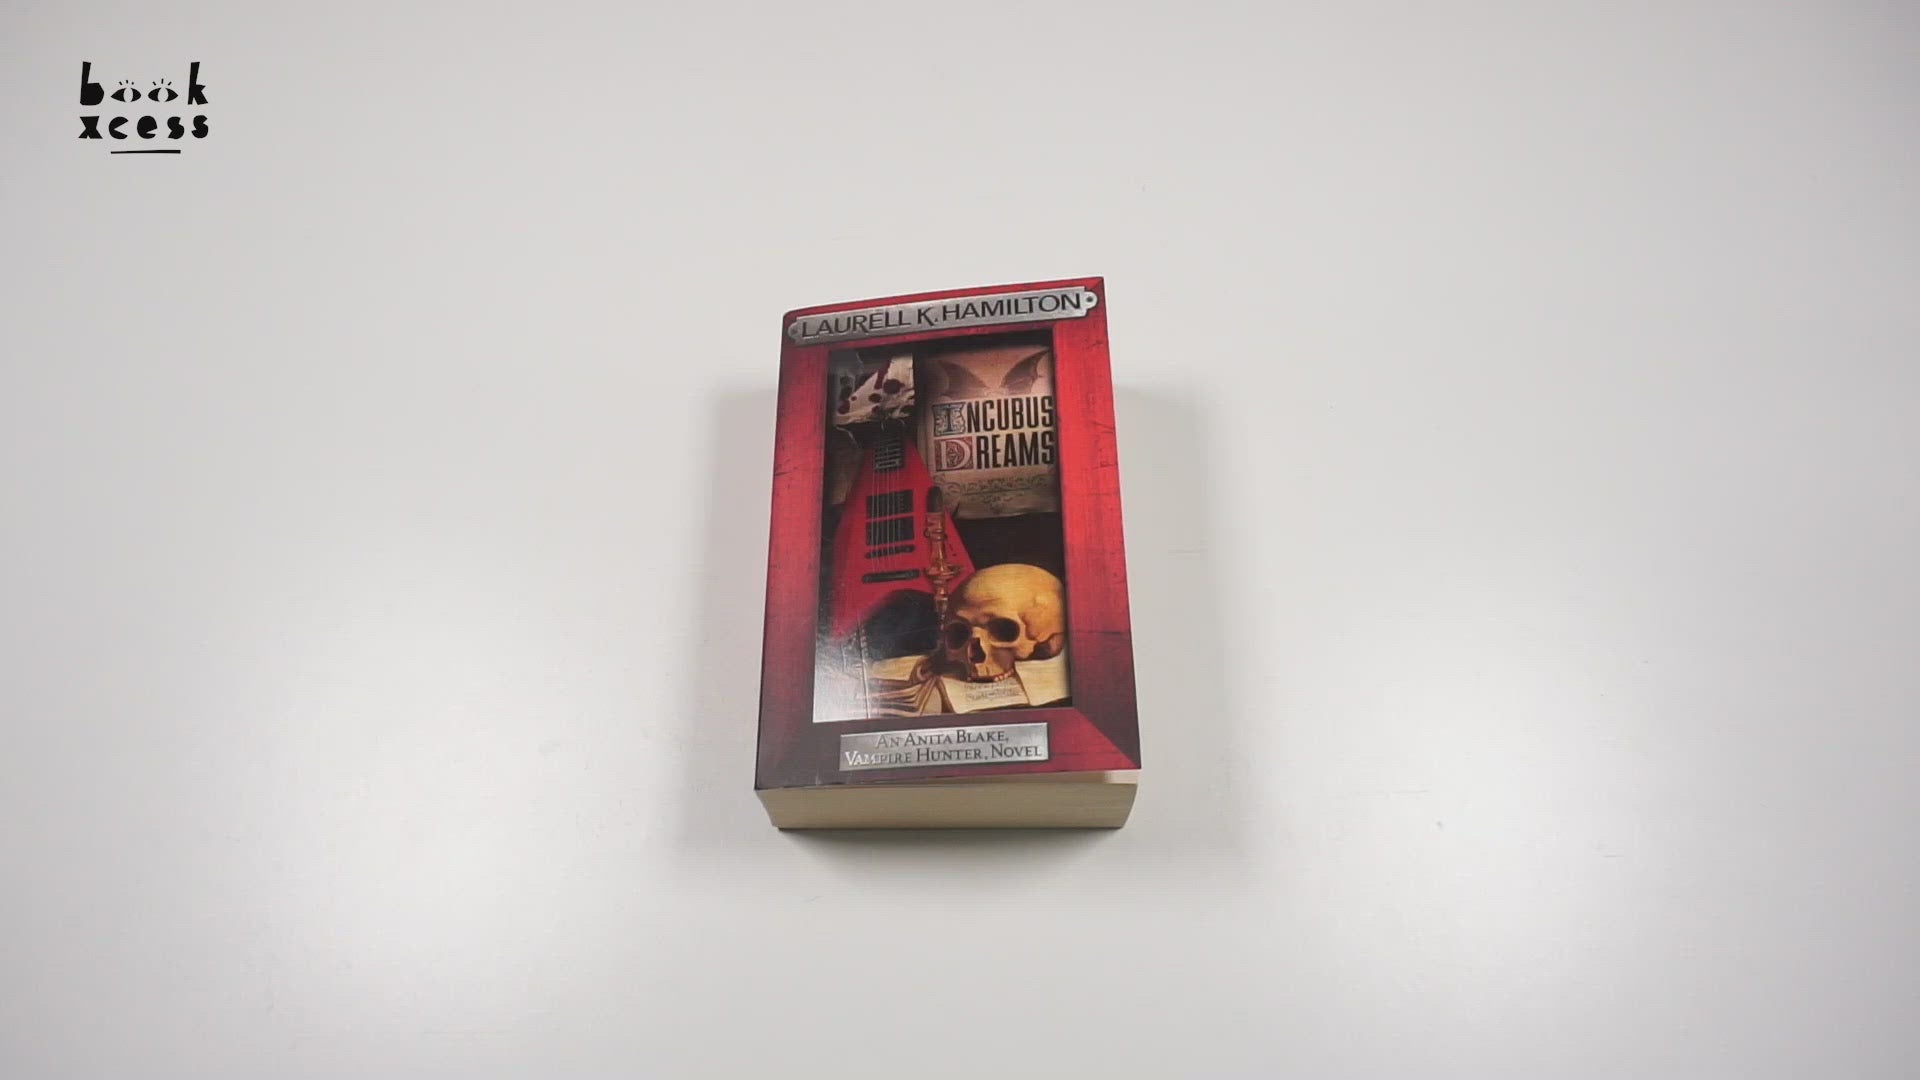 book
xcess
LAURELL K. HAMILTON
INCUBUS
DREAMS
AN ANITA BLAKE,
VAMPIRE HUNTER, NOVEL